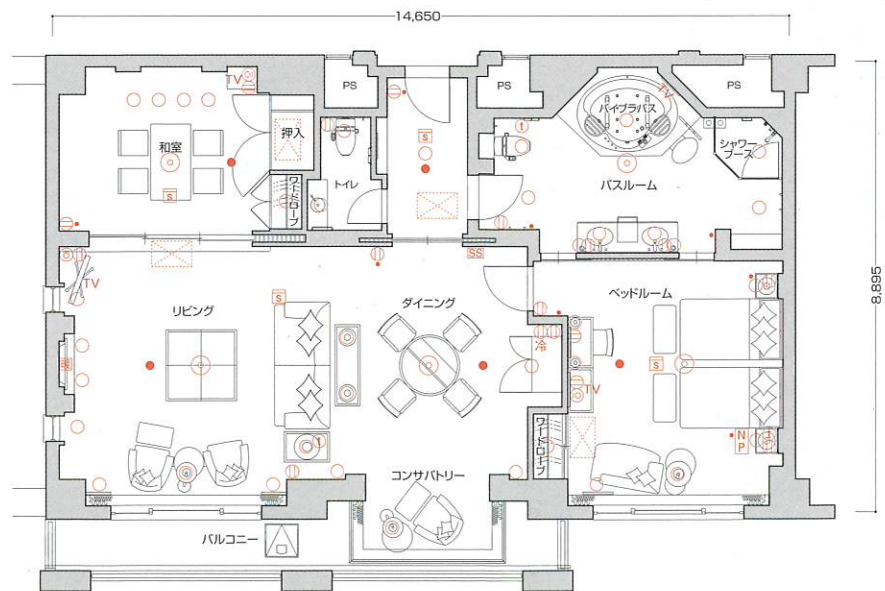 14,650
PS
PS
PS
TV
TV
バイブラバス
和室
押入
S
t
シャワー
ブース
S
トイレ
ワードローブ
バスルーム
8,895
SS
TV
リビング
S
ダイニング
ベッドルーム
冷
S
S
TV
t
ワードローブ
N
P
t
コンサバトリー
バルコニー